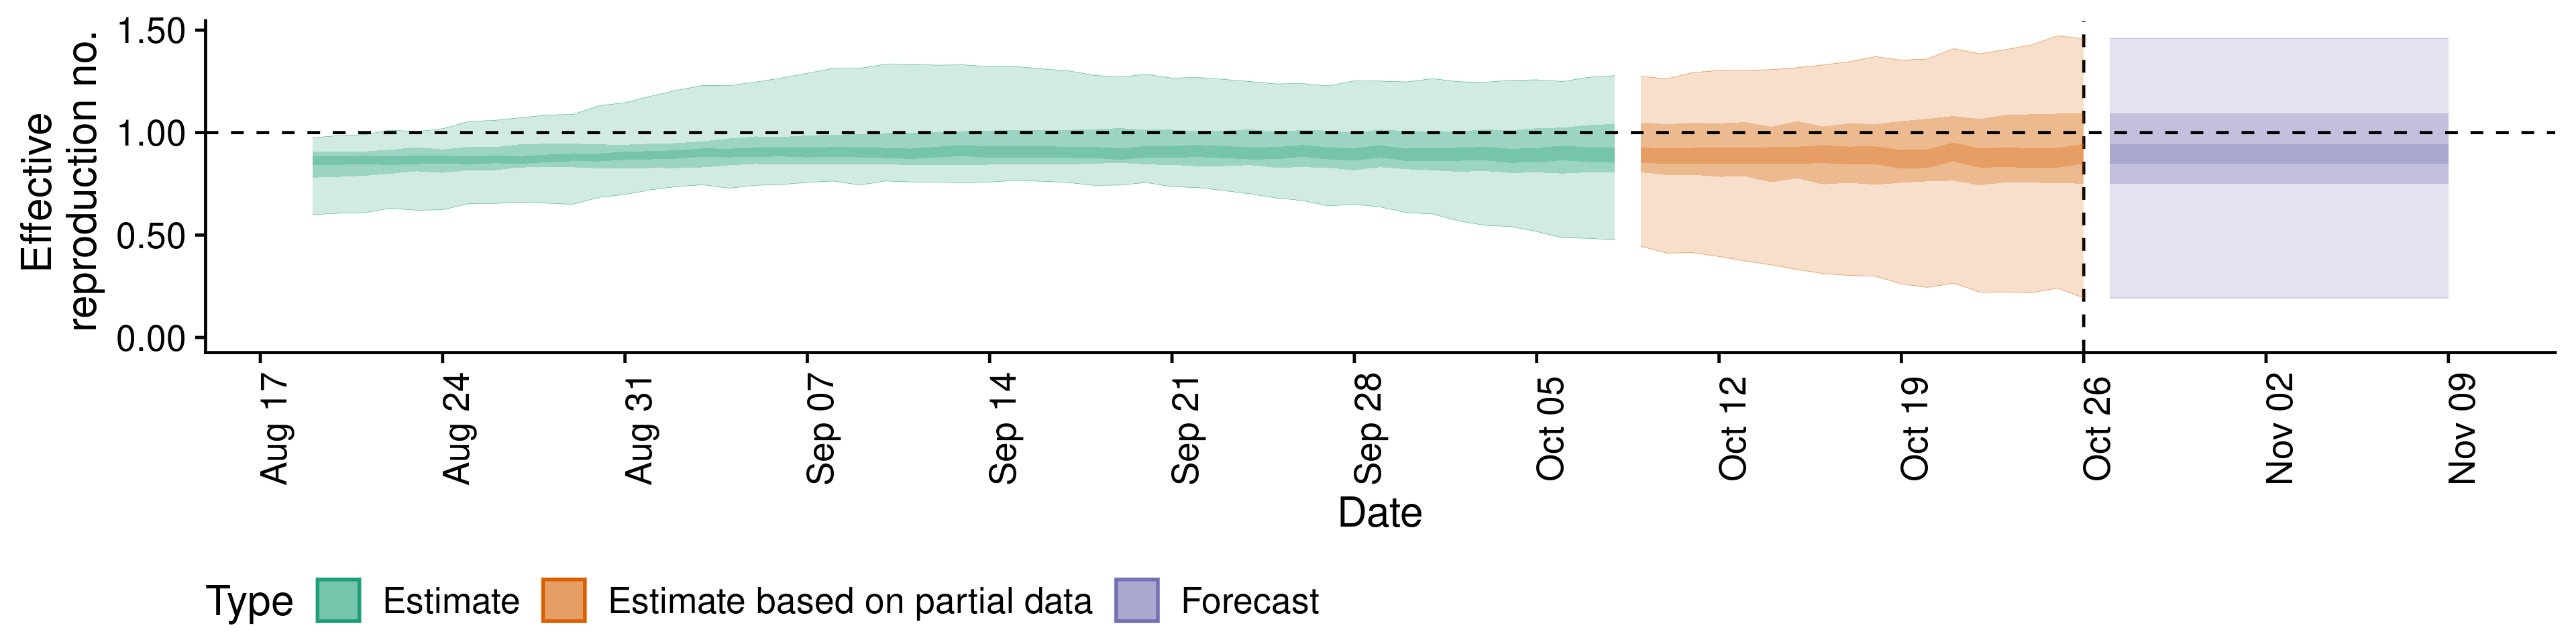 Effective
reproduction no.
1.50
1.00
0.50
0.00
Aug 17
Aug 24
Aug 31
Sep 07
Sep 14
Sep 21
Sep 28
Oct 05
Oct 12
Oct 19
Oct 26
Nov 02
Nov 09
Date
Type Estimate Estimate based on partial data Forecast